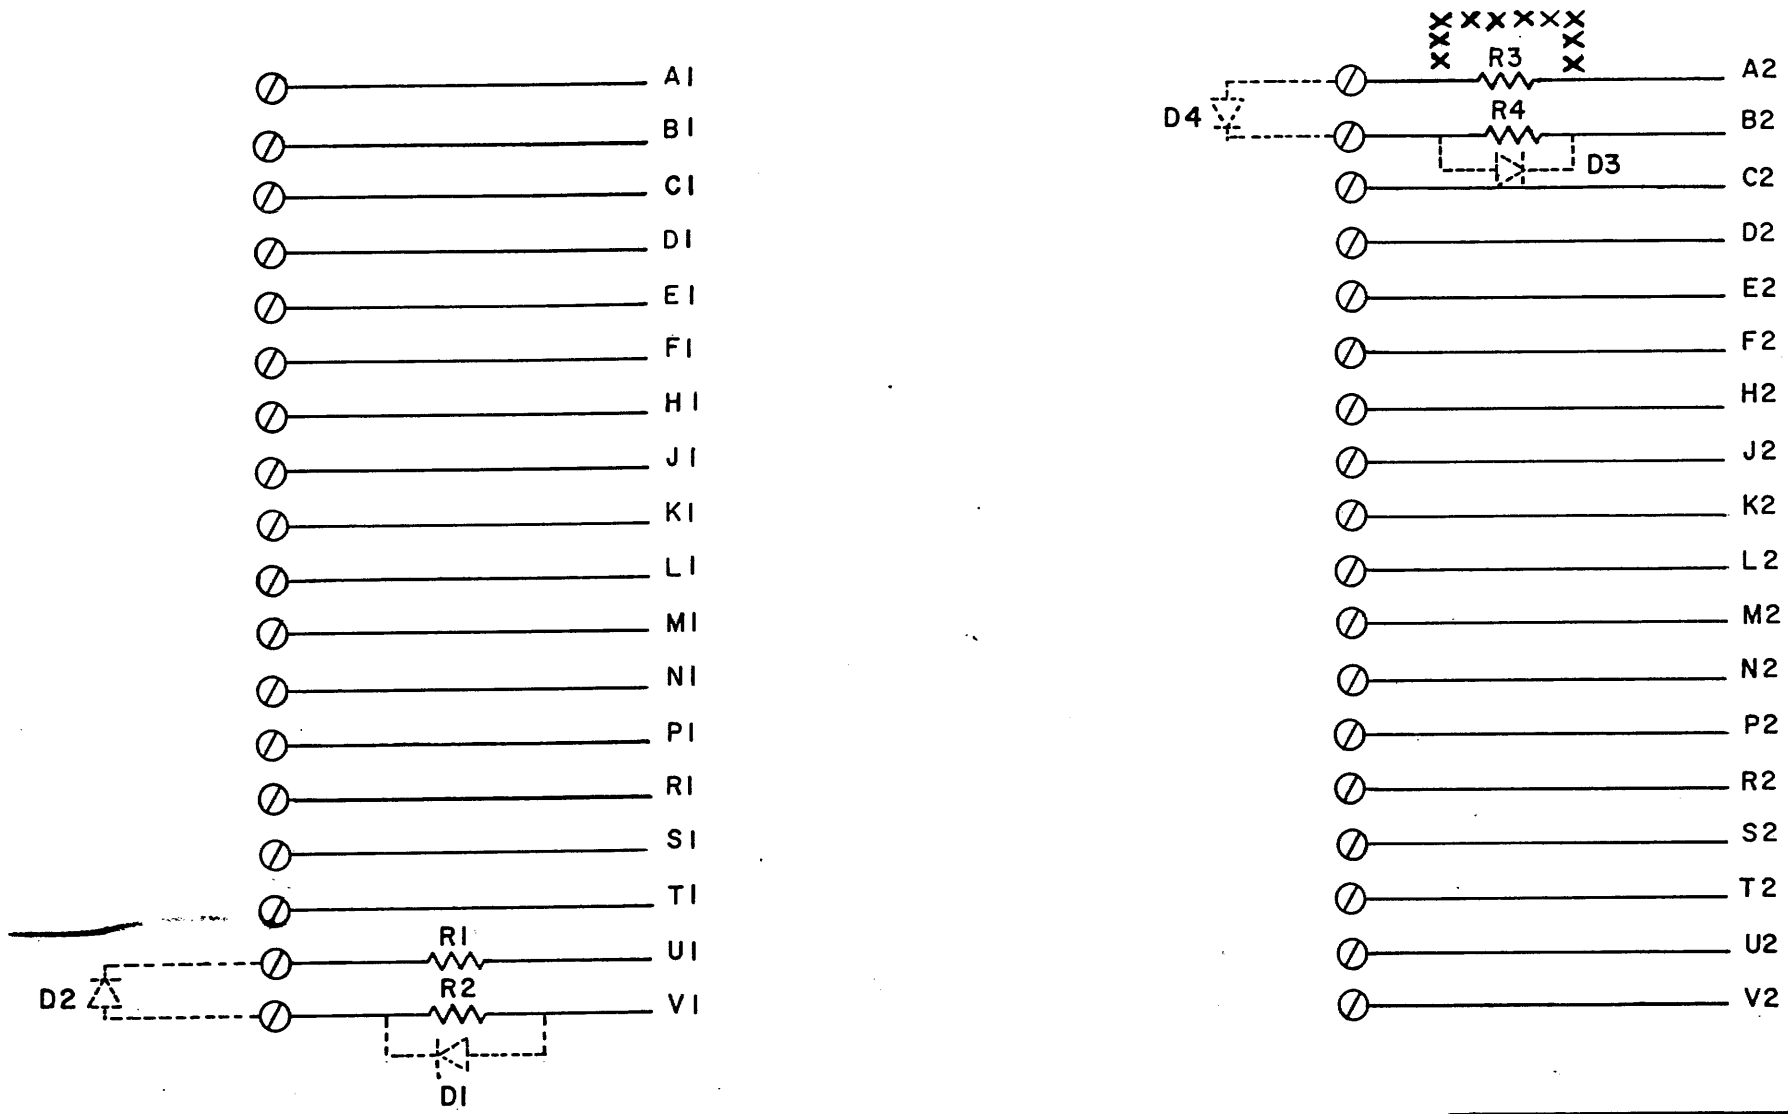 A1
B1
C1
D1
E1
F1
H1
J1
K1
L1
M1
N1
P1
R1
S1
T1
R1
U1
D2
R2
V1
D1
XXXXXX
X X
X X
R3
A2
D4
R4
B2
D3
C2
D2
E2
F2
H2
J2
K2
L2
M2
N2
P2
R2
S2
T2
U2
V2